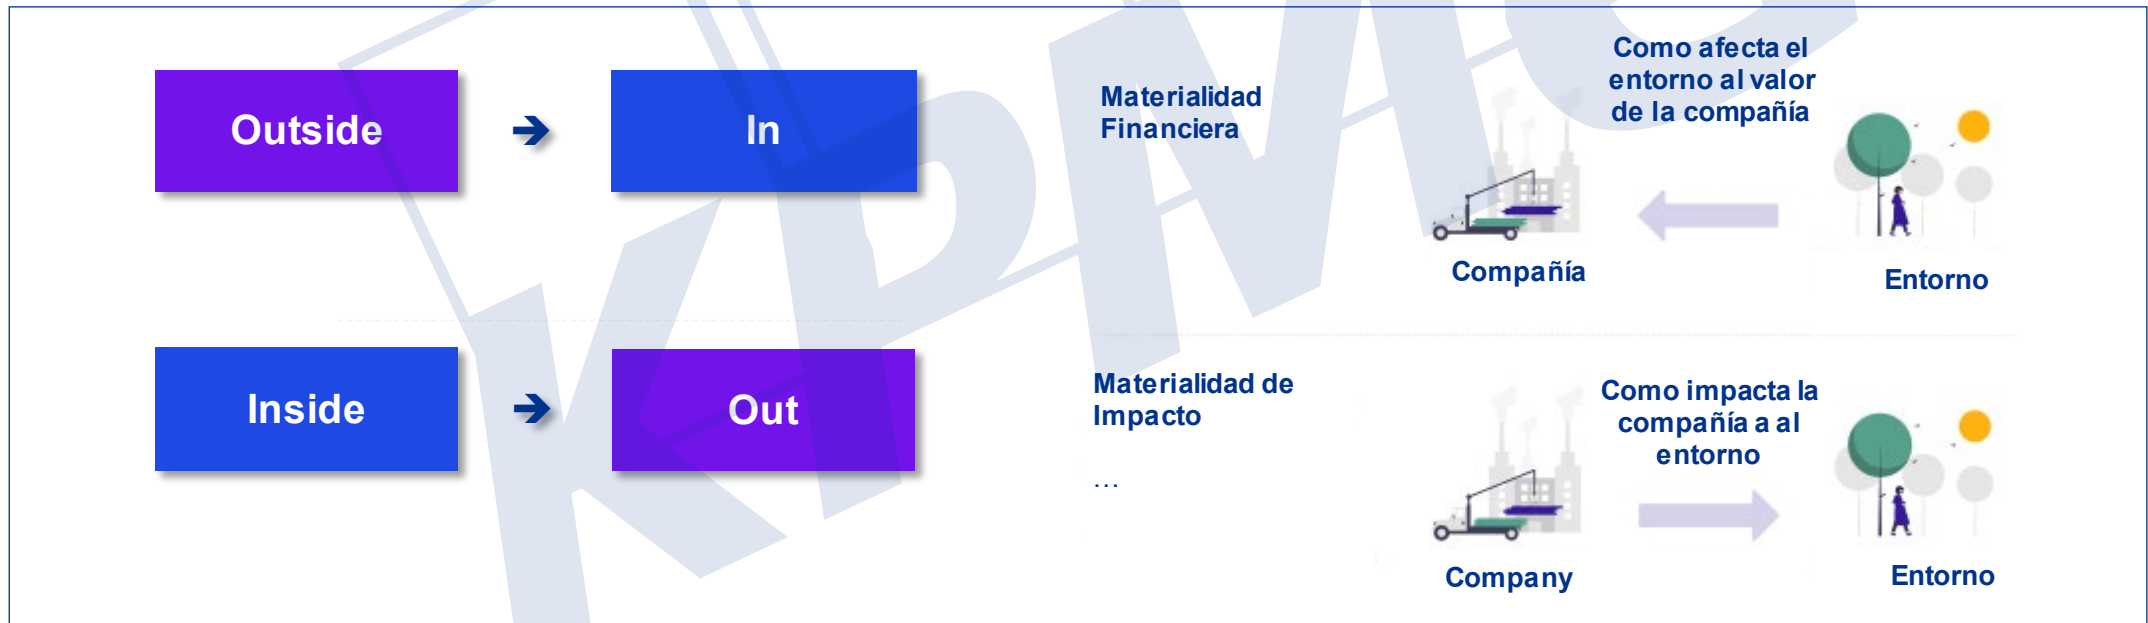 Outside
➔
In
Materialidad
Financiera
Como afecta el
entorno al valor
de la compañía
Compañía
Entorno
Inside
➔
Out
Materialidad de
Impacto
…
Como impacta la
compañía a al
entorno
Company
Entorno
KPMG